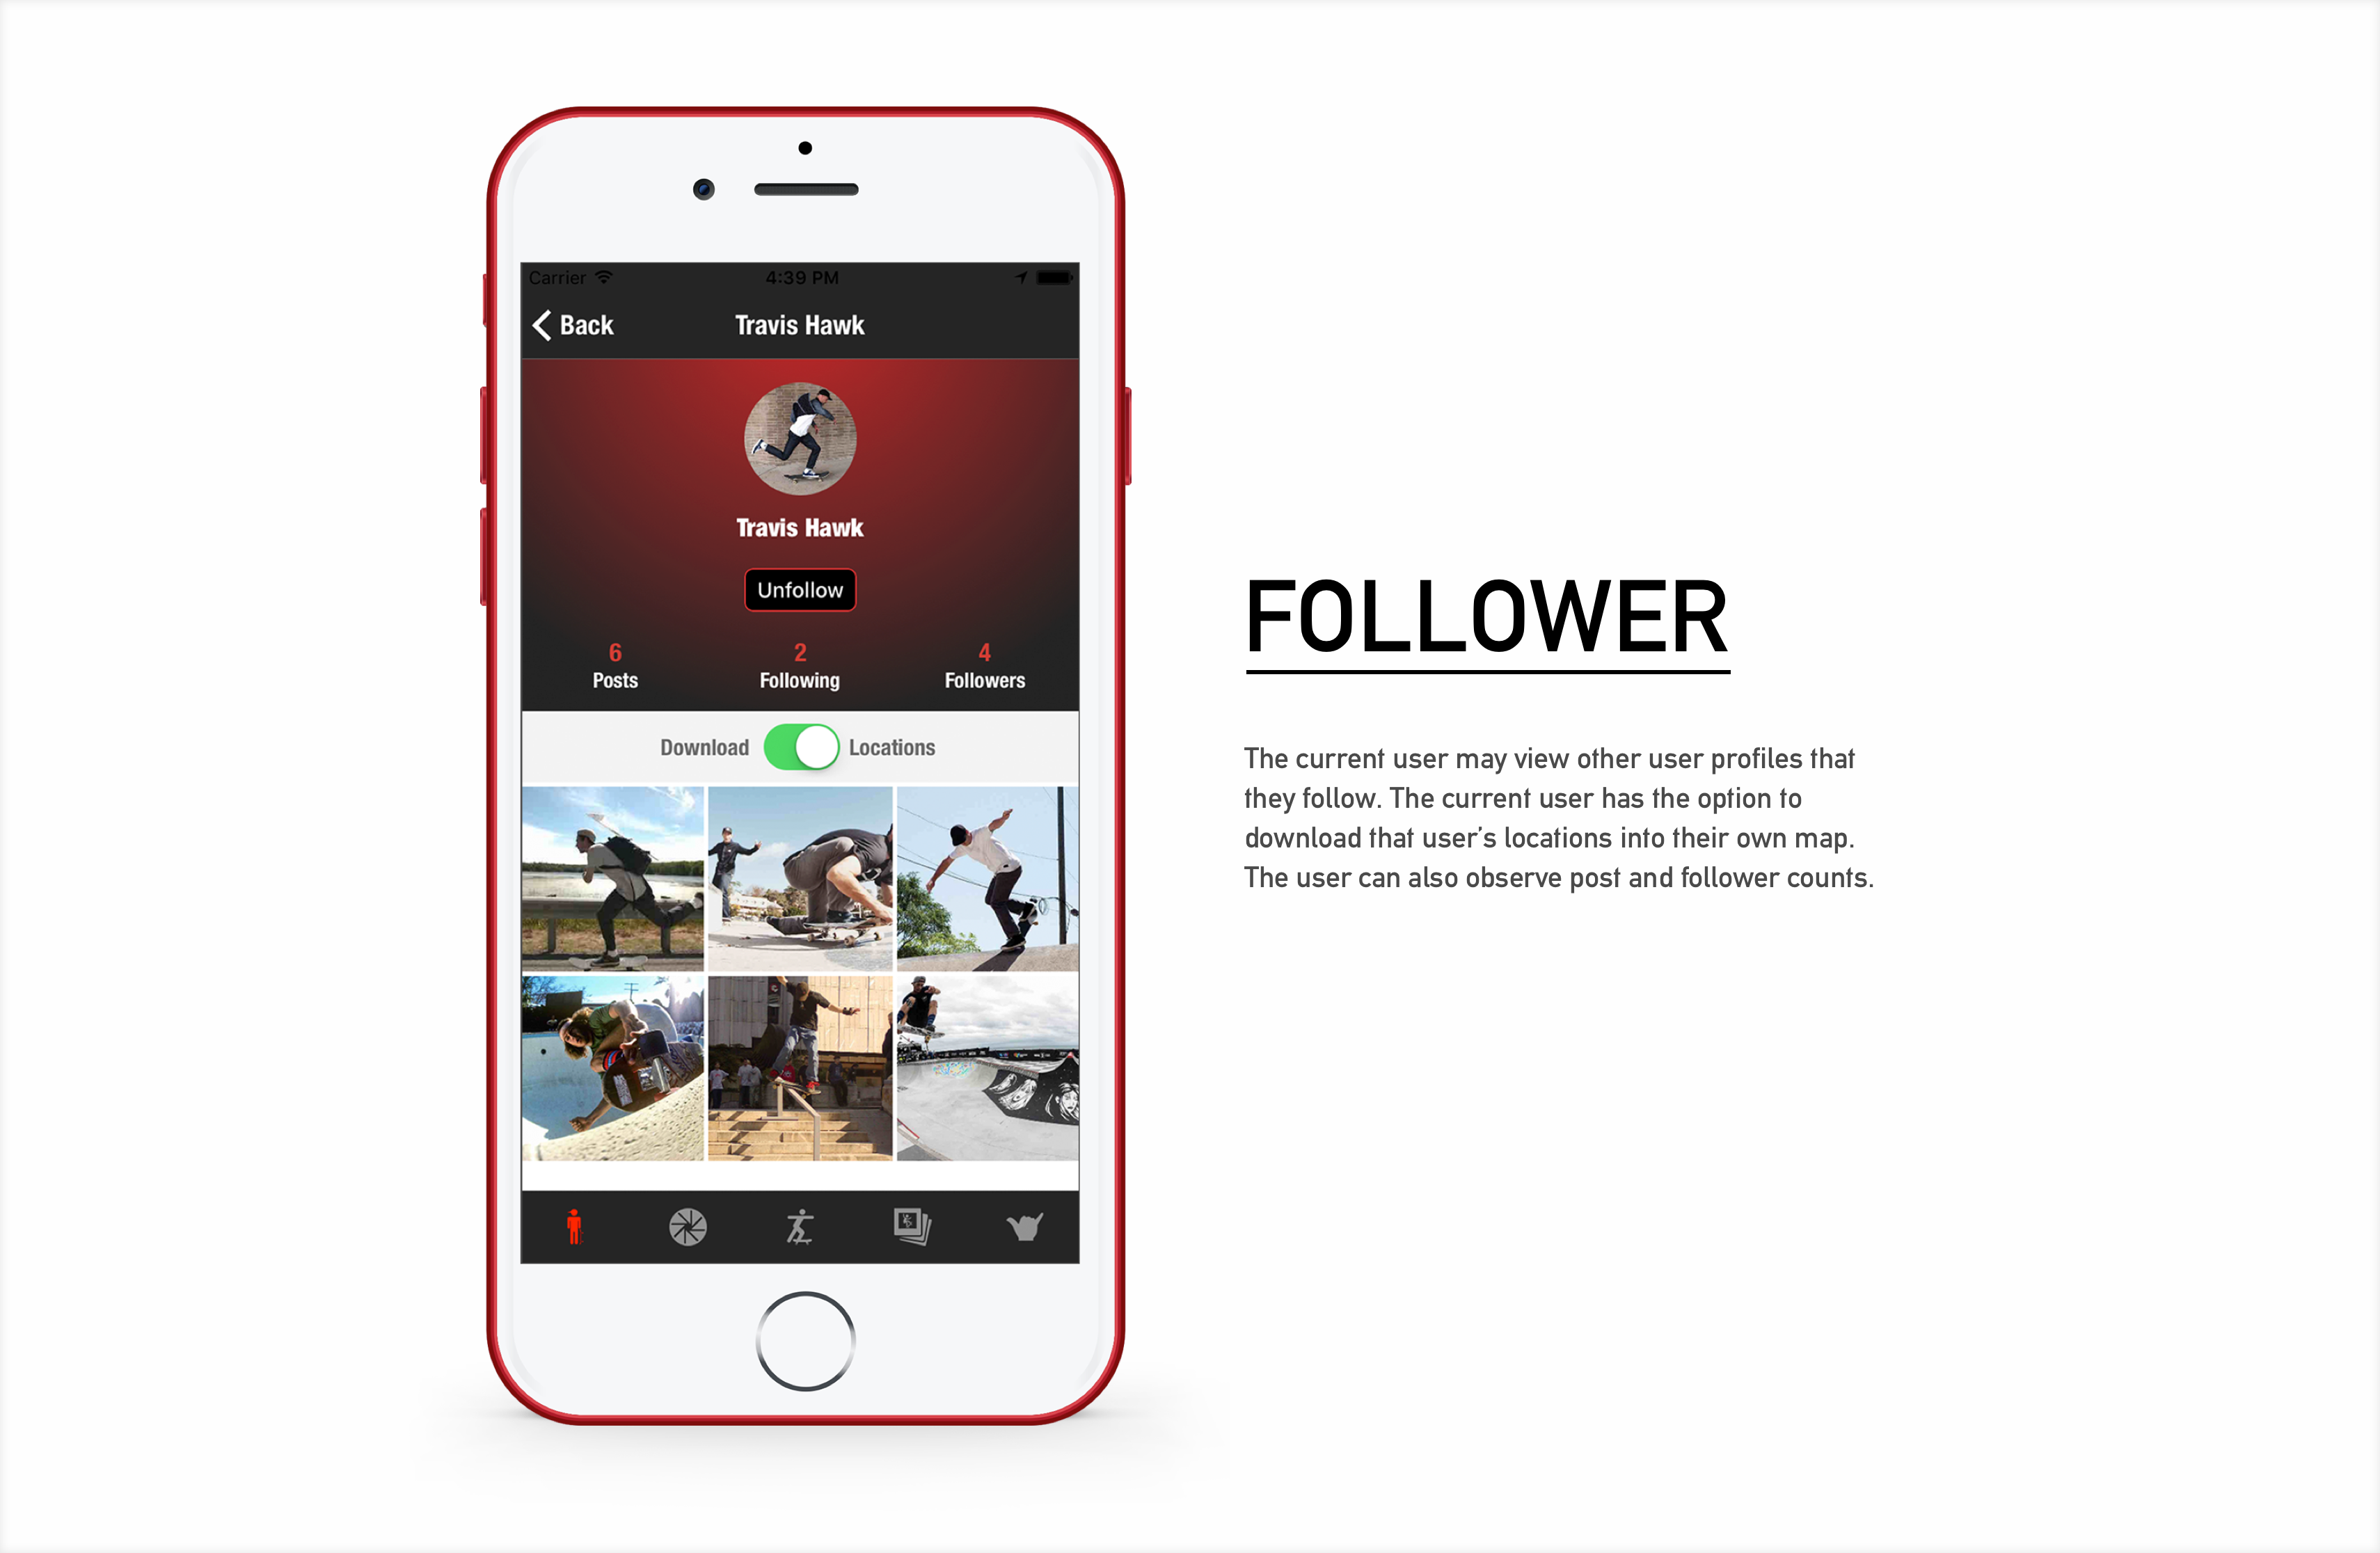 Carrier
4:39 PM
Back
Travis Hawk
Travis Hawk
Unfollow
6
Posts
2
Following
4
Followers
Download
Locations
FOLLOWER
The current user may view other user profiles that
they follow. The current user has the option to
download that user's locations into their own map.
The user can also observe post and follower counts.